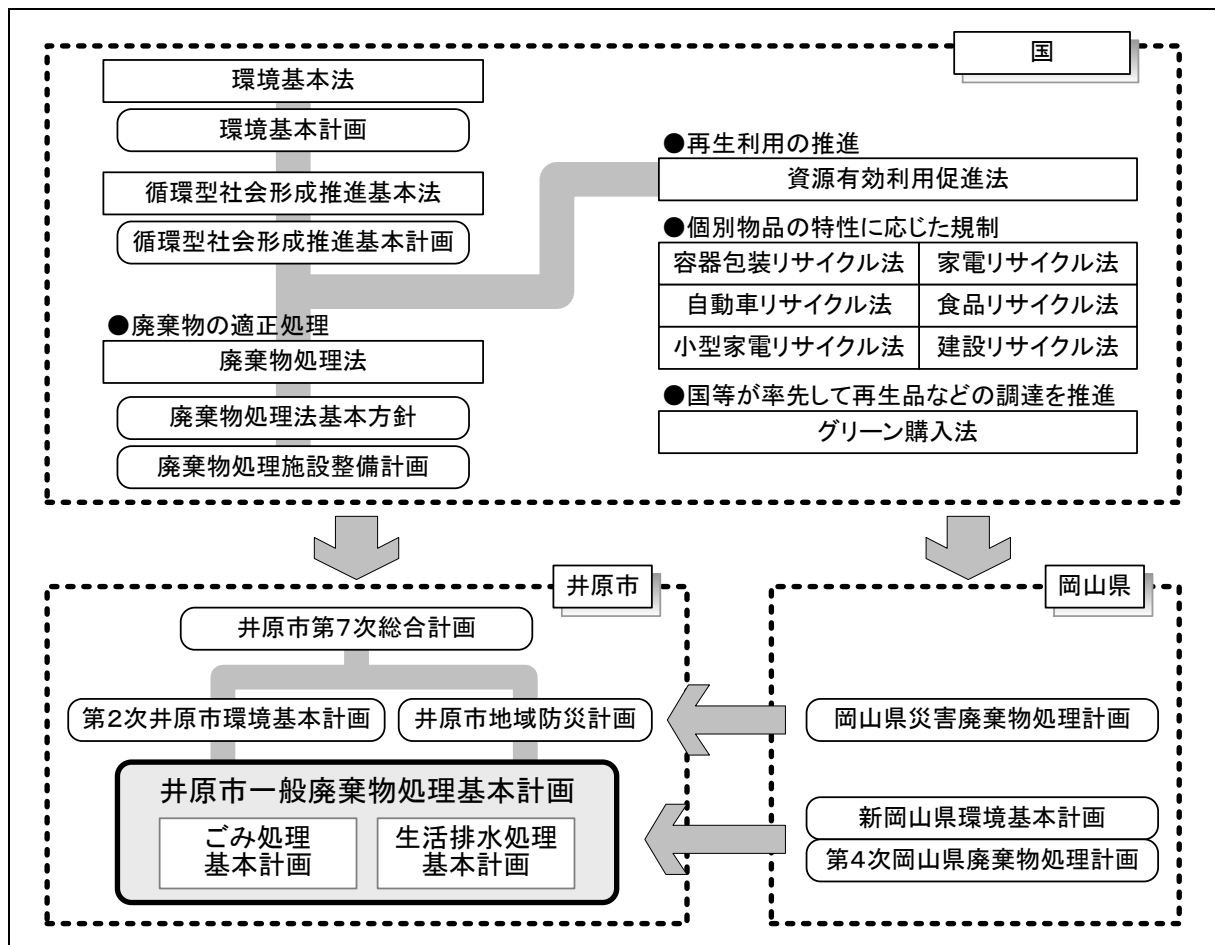 国
環境基本法
環境基本計画
循環型社会形成推進基本法
循環型社会形成推進基本計画
●廃棄物の適正処理
廃棄物処理法
廃棄物処理法基本方針
廃棄物処理施設整備計画
●再生利用の推進
資源有効利用促進法
●個別物品の特性に応じた規制
容器包装リサイクル法
家電リサイクル法
自動車リサイクル法
食品リサイクル法
小型家電リサイクル法
建設リサイクル法
●国等が率先して再生品などの調達を推進
グリーン購入法
井原市
井原市第7次総合計画
第2次井原市環境基本計画
井原市地域防災計画
井原市一般廃棄物処理基本計画
ごみ処理
基本計画
生活排水処理
基本計画
岡山県
岡山県災害廃棄物処理計画
新岡山県環境基本計画
第4次岡山県廃棄物処理計画